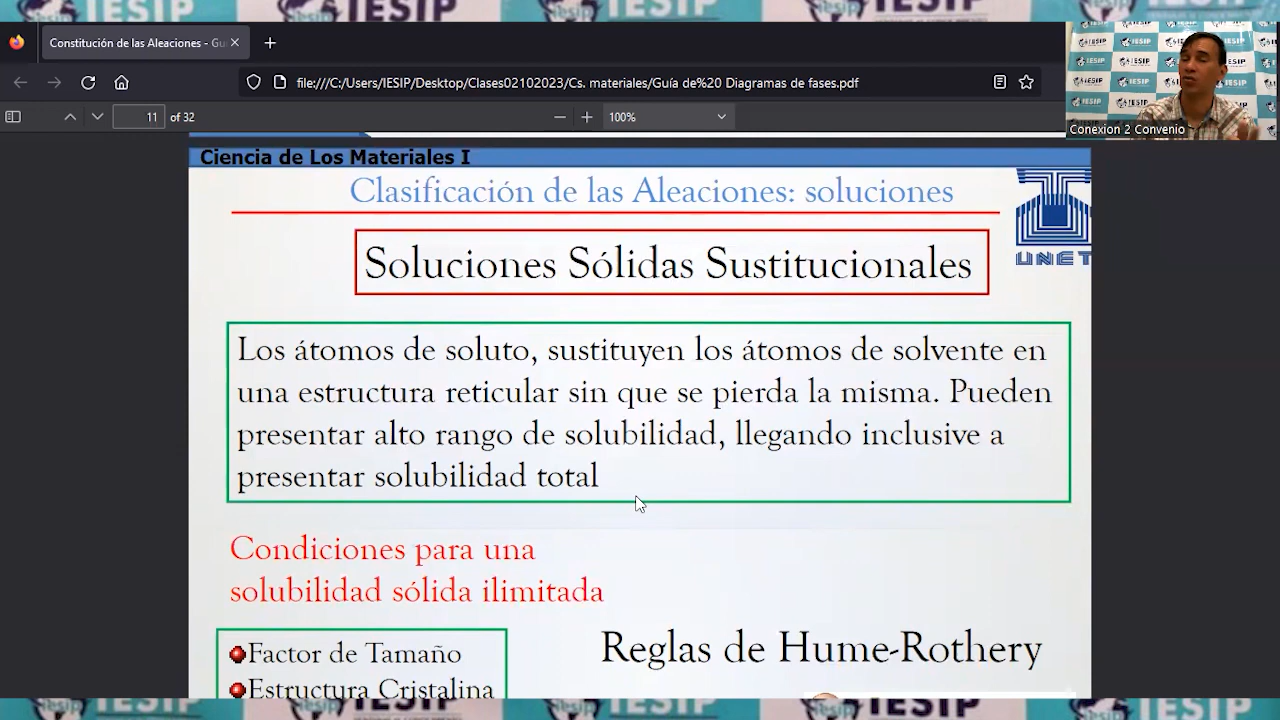 IESIP
Constitución de las Aleaciones - Gu
file:///C:/Users/IESIP/Desktop/Clases02102023/Cs. materiales/Guía de%20 Diagramas de fases.pdf
11 of 32
100%
Conexion 2 Convenio
Ciencia de Los Materiales I
Clasificación de las Aleaciones: soluciones
UNET
Soluciones Sólidas Sustitucionales
Los átomos de soluto, sustituyen los átomos de solvente en
una estructura reticular sin que se pierda la misma. Pueden
presentar alto rango de solubilidad, llegando inclusive a
presentar solubilidad total
Condiciones para una
solubilidad sólida ilimitada
Factor de Tamaño
Estructura Cristalina
Reglas de Hume-Rothery
IESIP